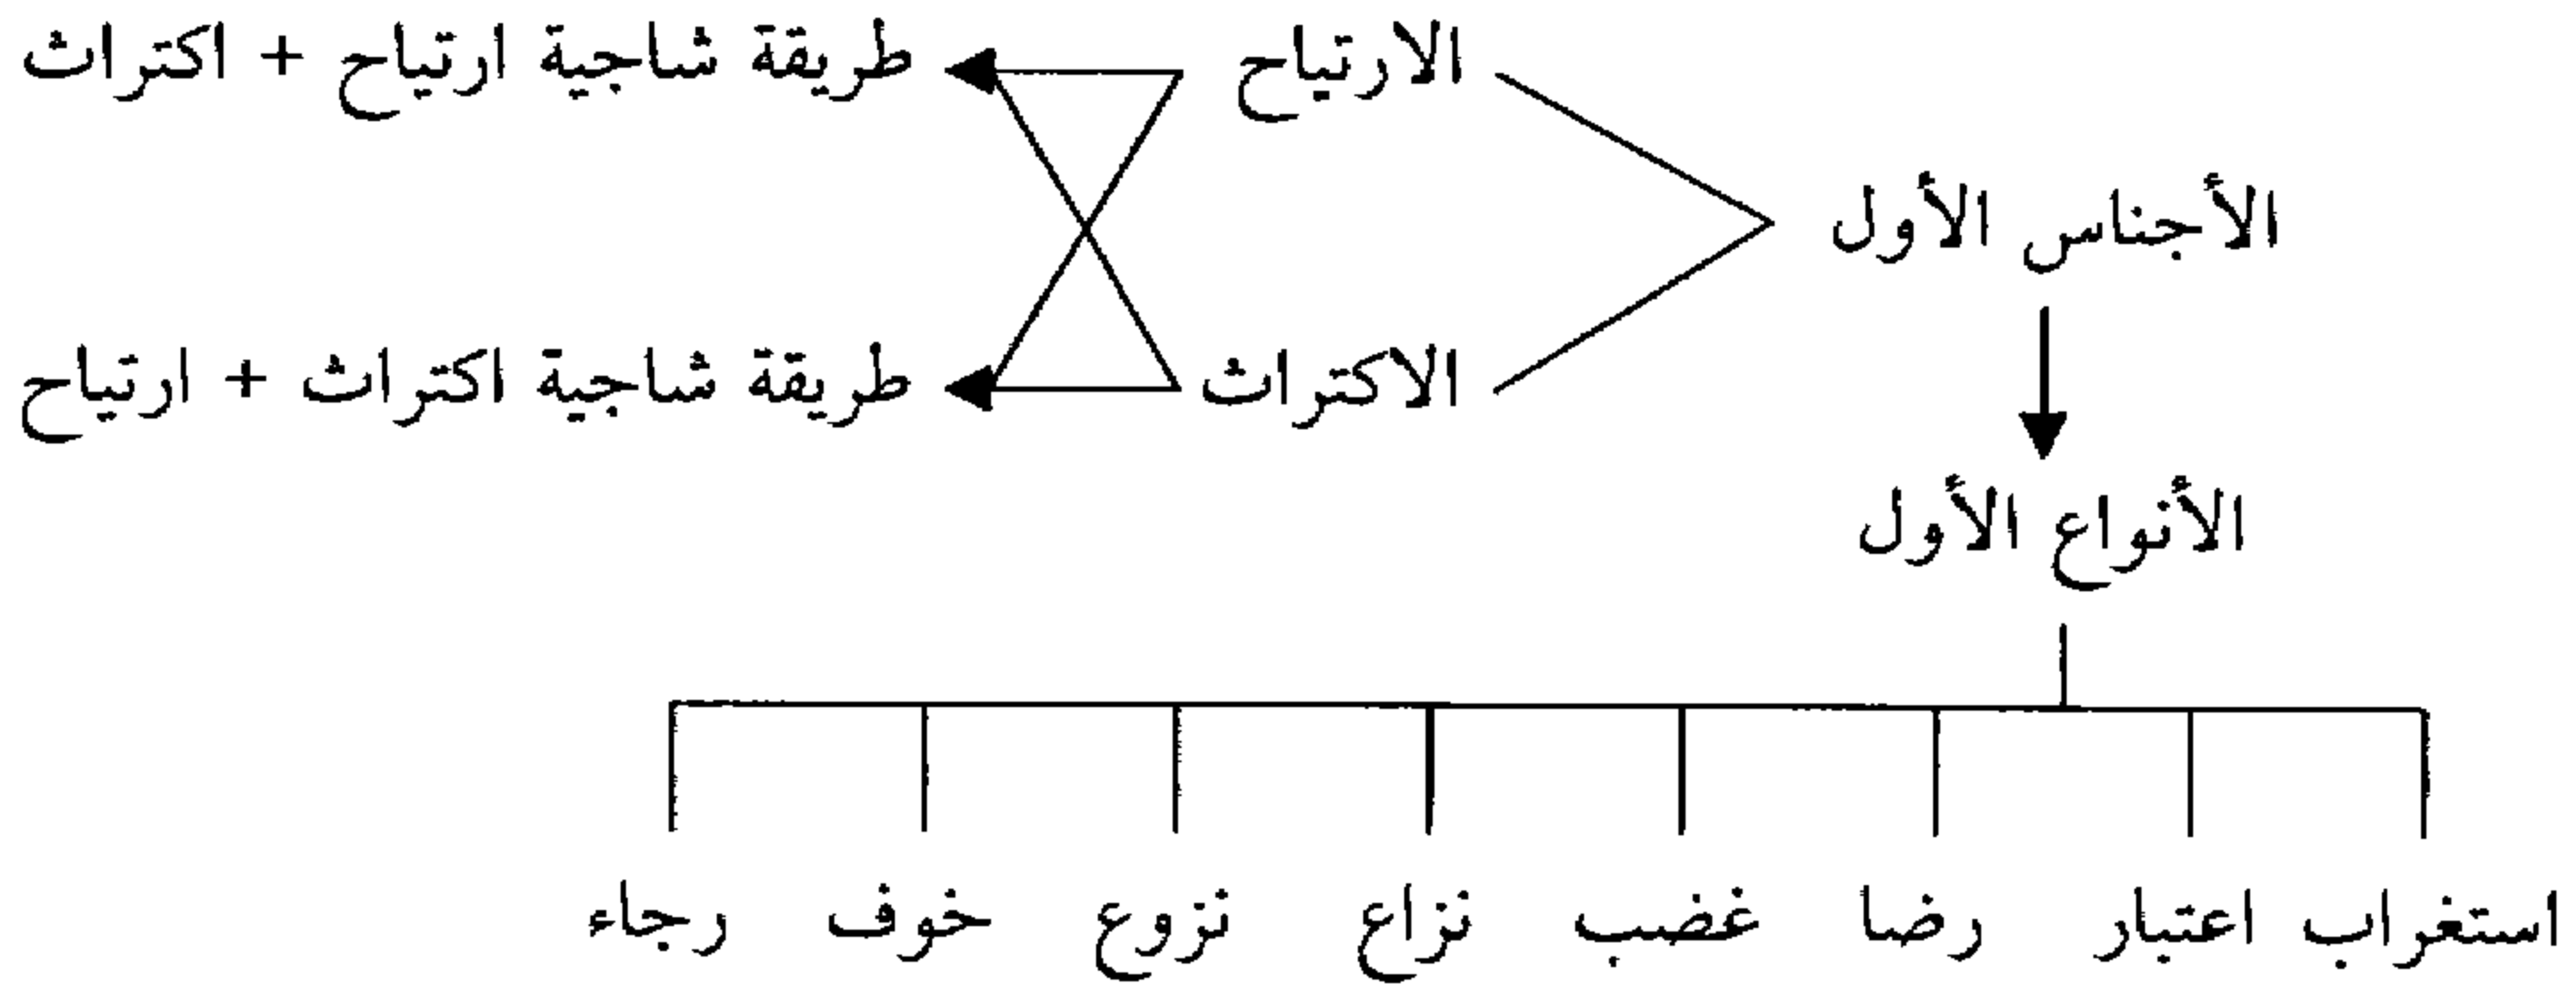 الارتياح طريقة شاجية ارتياح + اكتراث
الأجناس الأول
الاكتراث طريقة شاجية اكتراث + ارتياح
الأنواع الأول
استغراب اعتبار رضا غضب نزاع نزوع خوف رجاء